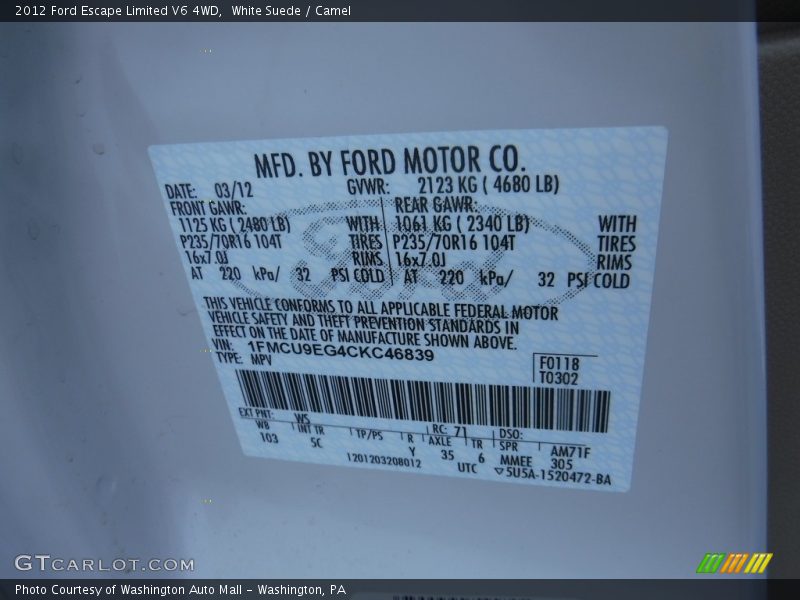 2012 Ford Escape Limited V6 4WD, White Suede / Camel
MFD. BY FORD MOTOR CO.
DATE: 03/12 GVWR: 2123 KG ( 4680 LB)
FRONT GAWR: REAR GAWR:
1125 KG ( 2480 LB) WITH 1061 KG ( 2340 LB) WITH
P235/70R16 104T TIRES P235/70R16 104T TIRES
16x7.0J RIMS 16x7.0J RIMS
AT 220 kPa/ 32 PSI COLD AT 220 kPa/ 32 PSI COLD
THIS VEHICLE CONFORMS TO ALL APPLICABLE FEDERAL MOTOR
VEHICLE SAFETY AND THEFT PREVENTION STANDARDS IN
EFFECT ON THE DATE OF MANUFACTURE SHOWN ABOVE.
VIN: 1FMCU9EG4CKC46839
TYPE: MPV
F0118
T0302
EXT PNT: WS RC: 71 DSO:
WB INT TR TP/PS R AXLE TR SPR AM71F
103 5C Y 35 6 MMEE 305
1201203208012 UTC ▽5U5A-1520472-BA
GTCARLOT.COM
Photo Courtesy of Washington Auto Mall - Washington, PA